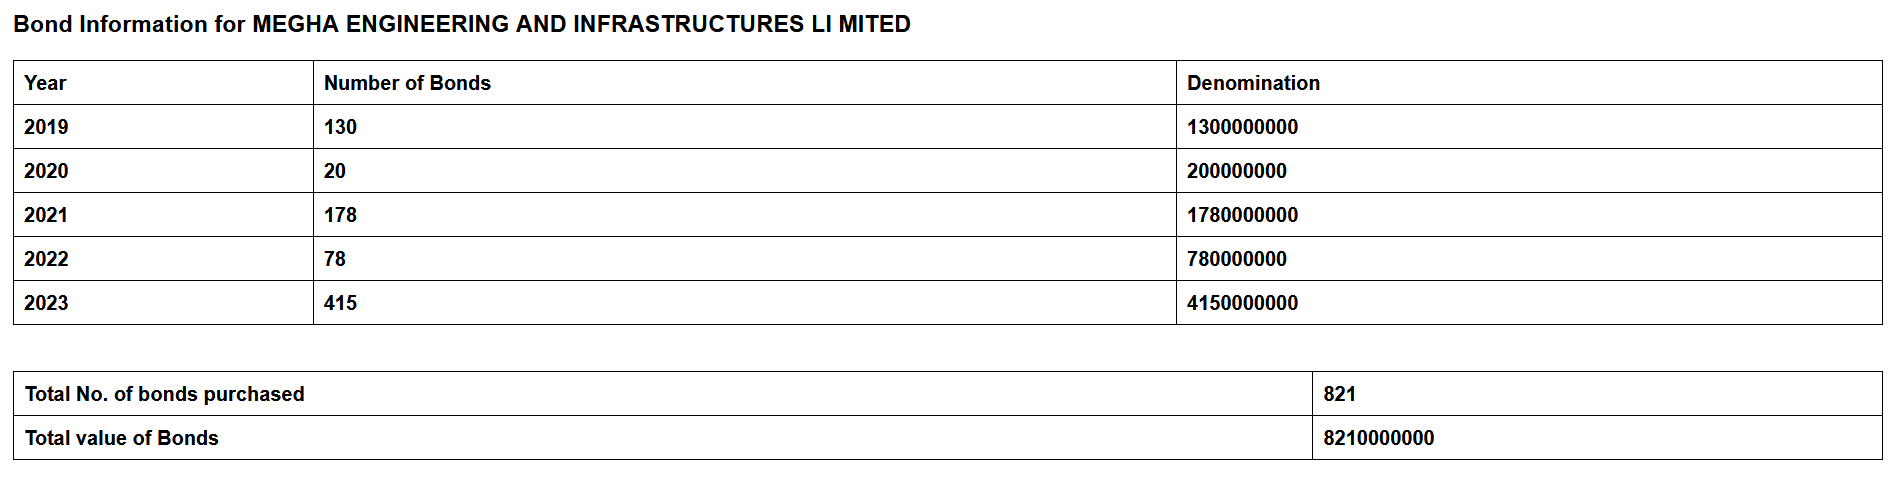 Bond Information for MEGHA ENGINEERING AND INFRASTRUCTURES LI MITED
Year Number of Bonds Denomination
2019 130 1300000000
2020 20 200000000
2021 178 1780000000
2022 78 780000000
2023 415 4150000000
Total No. of bonds purchased 821
Total value of Bonds 8210000000